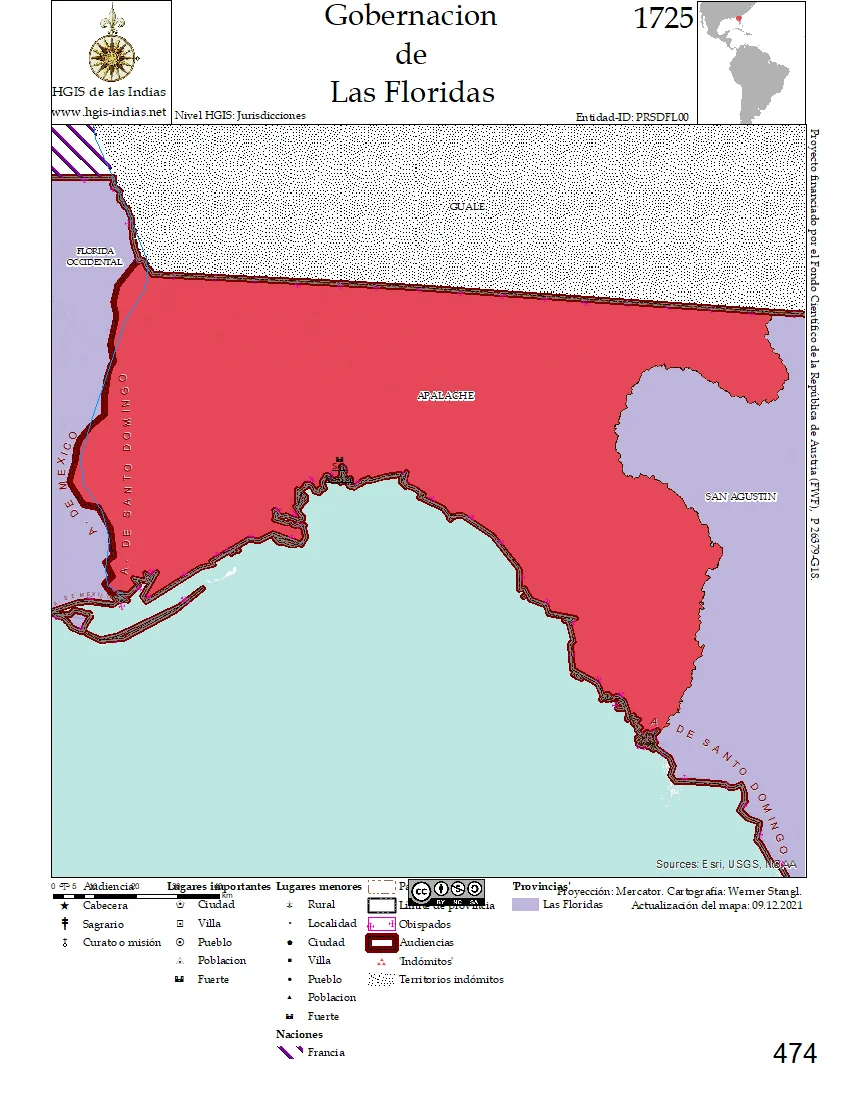 Gobernacion
de
Las Floridas
1725
HGIS de las Indias
www.hgis-indias.net
Nivel HGIS: Jurisdicciones
Entidad-ID: PRSDFL00
Proyecto financiado por el Fondo Científico de la República de Austria (FWF), P 26379-G18.
GUALE
FLORIDA
OCCIDENTAL
APALACHE
SAN AGUSTIN
A. DE MEXICO
A. DE SANTO DOMINGO
A. DE SANTO DOMINGO
Sources: Esri, USGS, NOAA
Audiencia
Cabecera
Sagrario
Curato o misión
Lugares importantes
Ciudad
Villa
Pueblo
Poblacion
Fuerte
Lugares menores
Rural
Localidad
Ciudad
Villa
Pueblo
Poblacion
Fuerte
Naciones
Francia
Limite de provincia
Obispados
Audiencias
'Indómitos'
Territorios indómitos
cc
BY NC SA
'Provincias'
Las Floridas
Proyección: Mercator. Cartografía: Werner Stangl.
Actualización del mapa: 09.12.2021
474